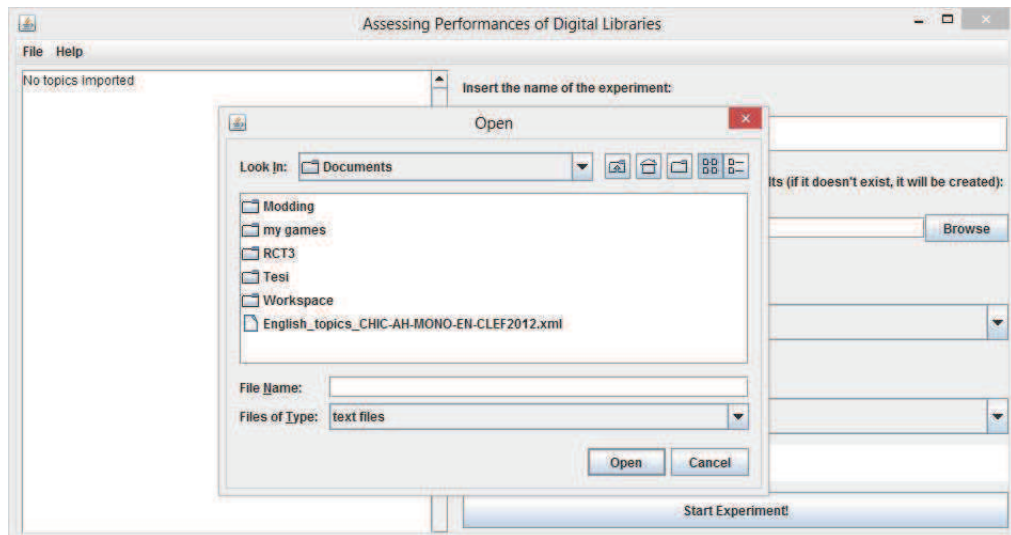 Assessing Performances of Digital Libraries
File Help
No topics imported
Insert the name of the experiment:
Open
Look In: Documents
lts (if it doesn't exist, it will be created):
Modding
my games
Browse
RCT3
Tesi
Workspace
English_topics_CHIC-AH-MONO-EN-CLEF2012.xml
File Name:
Files of Type: text files
Open Cancel
Start Experiment!